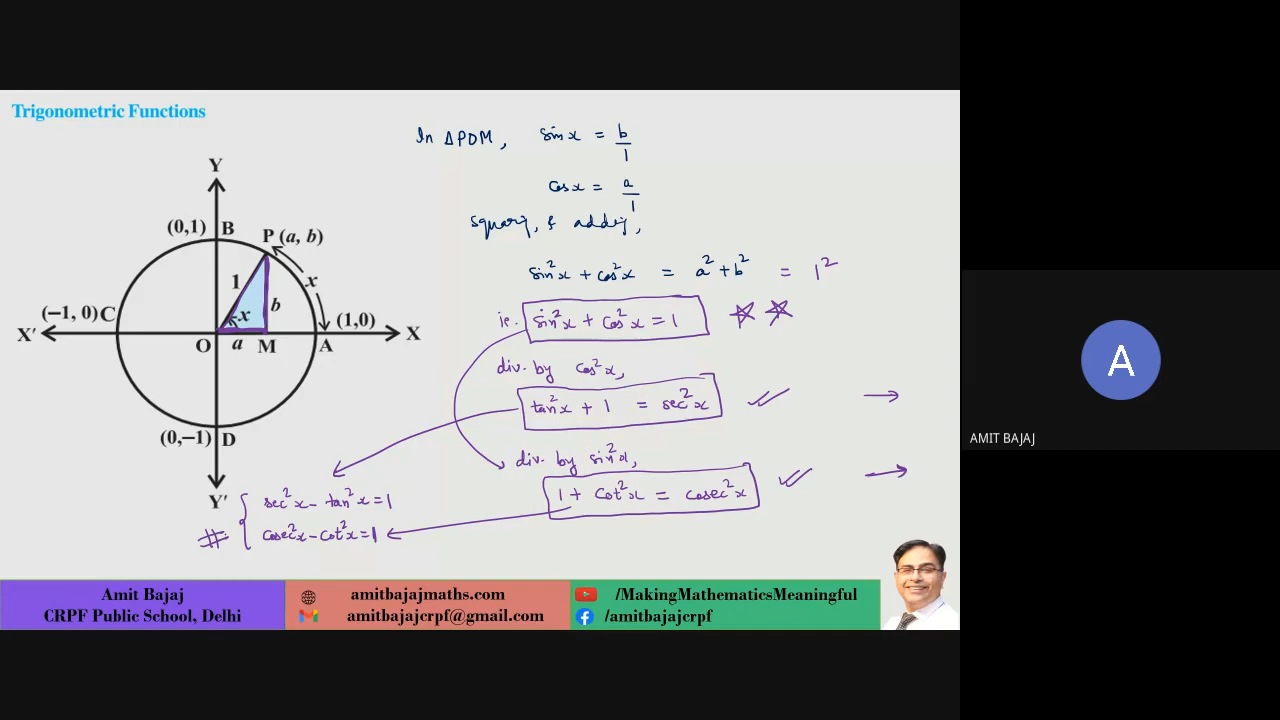 Trigonometric Functions
Y
(0,1) B
P (a, b)
1
x
x
b
(−1, 0) C
(1,0)
X′
X
O
a
M
A
(0,−1) D
Y′
In ΔPOM, sin x = b/1
cos x = a/1
squarig & addig,
sin²x + cos²x = a² + b² = 1²
ie. sin²x + cos²x = 1
div. by cos²x,
tan²x + 1 = sec²x
div. by sin²x,
1 + cot²x = cosec²x
sec²x − tan²x = 1
# cosec²x − cot²x = 1
Amit Bajaj
CRPF Public School, Delhi
amitbajajmaths.com
amitbajajcrpf@gmail.com
/MakingMathematicsMeaningful
/amitbajajcrpf
A
AMIT BAJAJ